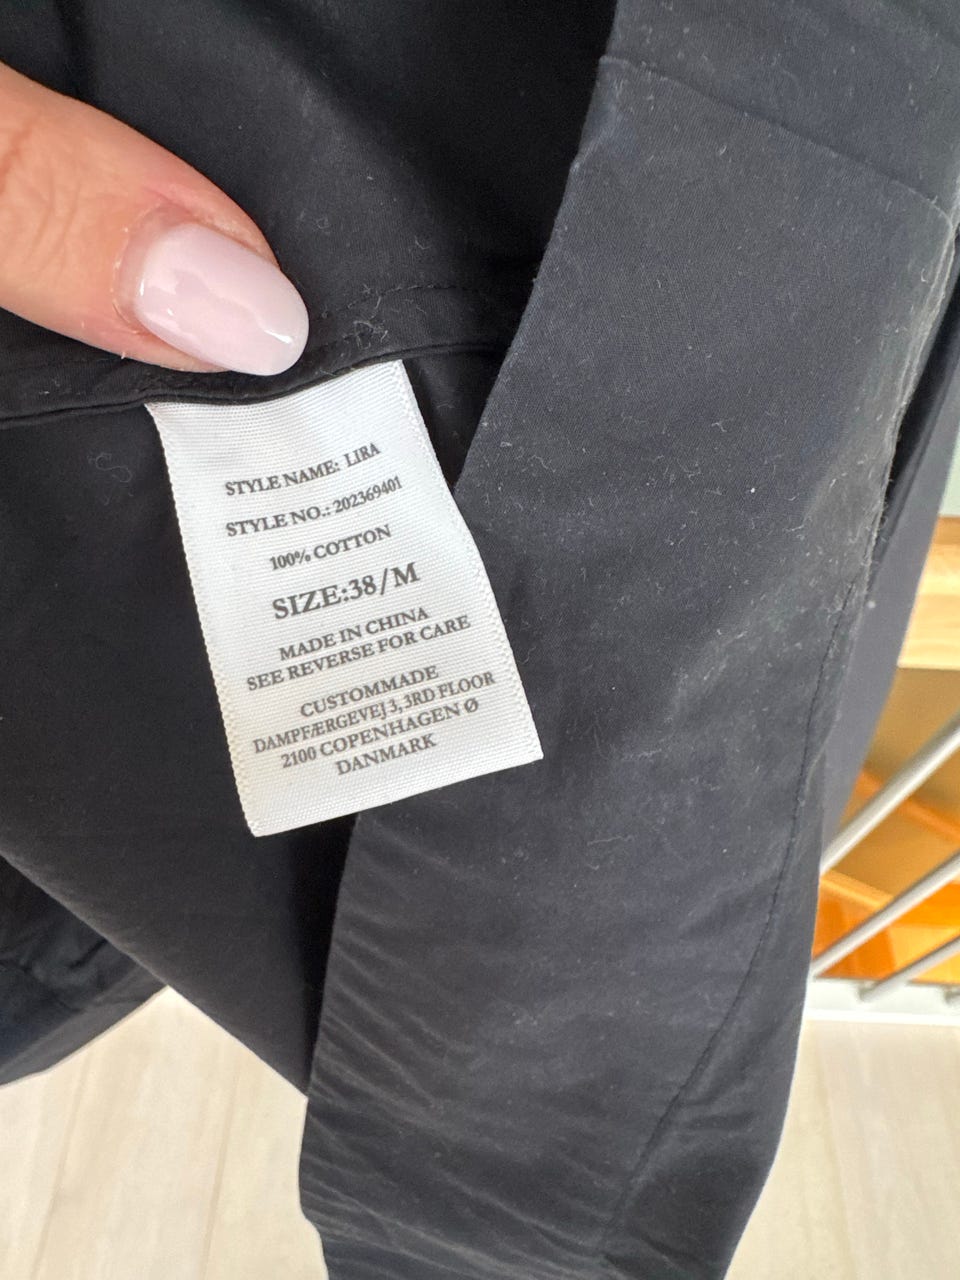 STYLE NAME: LIRA
STYLE NO.: 202369401
100% COTTON
SIZE:38/M
MADE IN CHINA
SEE REVERSE FOR CARE
CUSTOMMADE
DAMPFÆRGEVEJ 3, 3RD FLOOR
2100 COPENHAGEN Ø
DANMARK